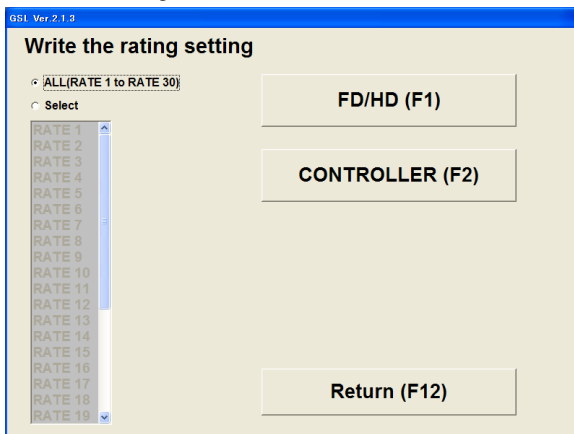 GSL Ver.2.1.3
Write the rating setting
ALL(RATE 1 to RATE 30)
Select
RATE 1
RATE 2
RATE 3
RATE 4
RATE 5
RATE 6
RATE 7
RATE 8
RATE 9
RATE 10
RATE 11
RATE 12
RATE 13
RATE 14
RATE 15
RATE 16
RATE 17
RATE 18
RATE 19
FD/HD (F1)
CONTROLLER (F2)
Return (F12)